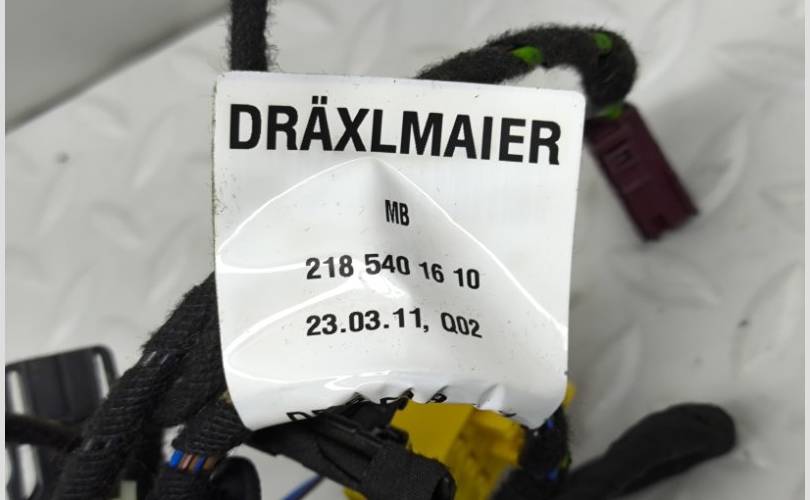 DRÄXLMAIER
MB
218 540 16 10
23.03.11, Q02